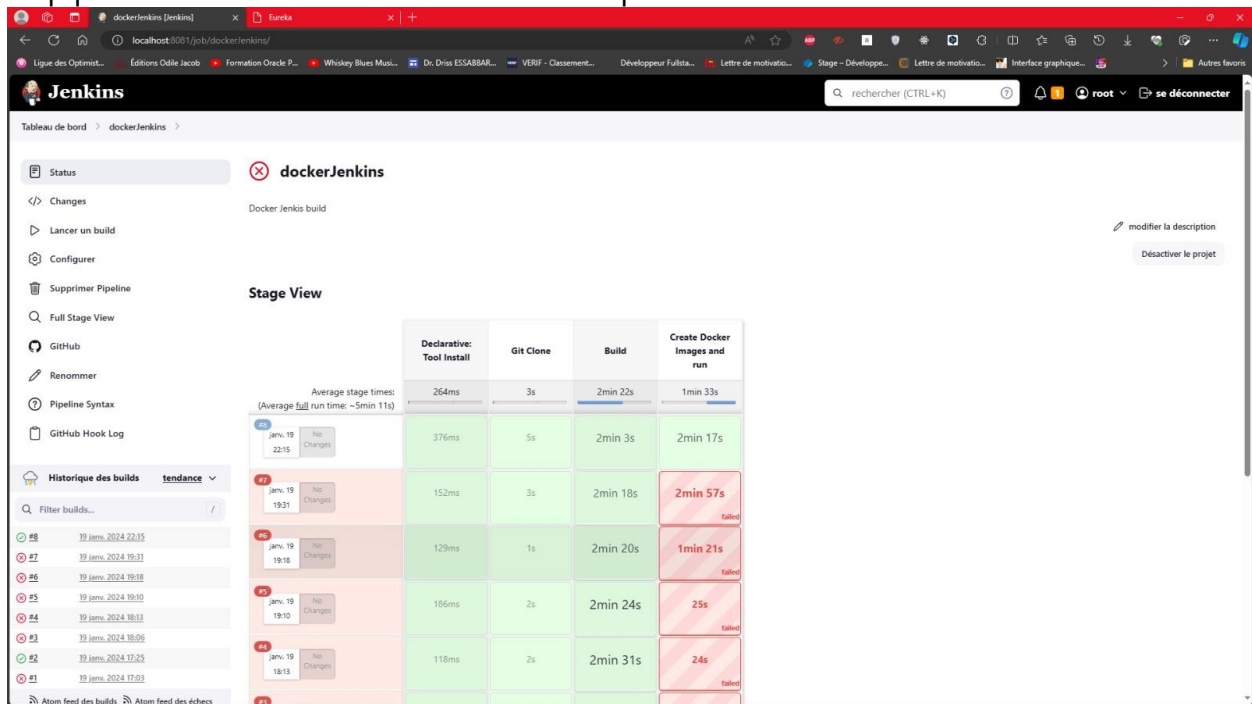 dockerJenkins [Jenkins]
Eureka
localhost:8081/job/dockerJenkins/
Ligue des Optimist...
Éditions Odile Jacob
Formation Oracle P...
Whiskey Blues Musi...
Dr. Driss ESSABBAR...
VERIF - Classement...
Développeur Fullsta...
Lettre de motivatio...
Stage – Développe...
Lettre de motivatio...
Interface graphique...
Autres favoris
Jenkins
rechercher (CTRL+K)
1
root
se déconnecter
Tableau de bord > dockerJenkins >
Status
Changes
Lancer un build
Configurer
Supprimer Pipeline
Full Stage View
GitHub
Renommer
Pipeline Syntax
GitHub Hook Log
Historique des builds tendance
Filter builds... /
#8 19 janv. 2024 22:15
#7 19 janv. 2024 19:31
#6 19 janv. 2024 19:18
#5 19 janv. 2024 19:10
#4 19 janv. 2024 18:13
#3 19 janv. 2024 18:06
#2 19 janv. 2024 17:25
#1 19 janv. 2024 17:03
Atom feed des builds Atom feed des échecs
dockerJenkins
Docker Jenkis build
modifier la description
Désactiver le projet
Stage View
Declarative:
Tool Install
Git Clone
Build
Create Docker
Images and
run
Average stage times:
(Average full run time: ~5min 11s)
264ms 3s 2min 22s 1min 33s
#8
janv. 19
22:15
No
Changes
376ms 5s 2min 3s 2min 17s
#7
janv. 19
19:31
No
Changes
152ms 3s 2min 18s 2min 57s
failed
#6
janv. 19
19:18
No
Changes
129ms 1s 2min 20s 1min 21s
failed
#5
janv. 19
19:10
No
Changes
186ms 2s 2min 24s 25s
failed
#4
janv. 19
18:13
No
Changes
118ms 2s 2min 31s 24s
failed
#3